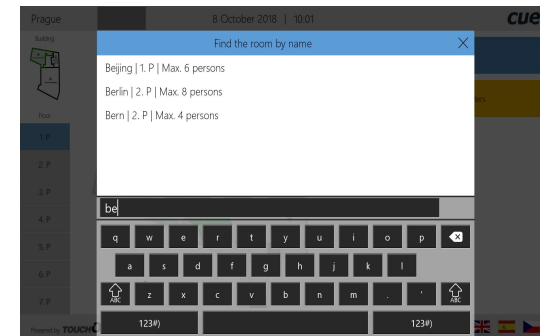 Prague
8 October 2018 | 10:01
cue
Building
Find the room by name
Beijing | 1. P | Max. 6 persons
Berlin | 2. P | Max. 8 persons
Bern | 2. P | Max. 4 persons
Floor
1. P
2. P
3. P
4. P
5. P
6. P
7. P
be
q w e r t y u i o p
a s d f g h j k l
ABC z x c v b n m . ' ABC
123#) 123#)
Powered by TOUCH